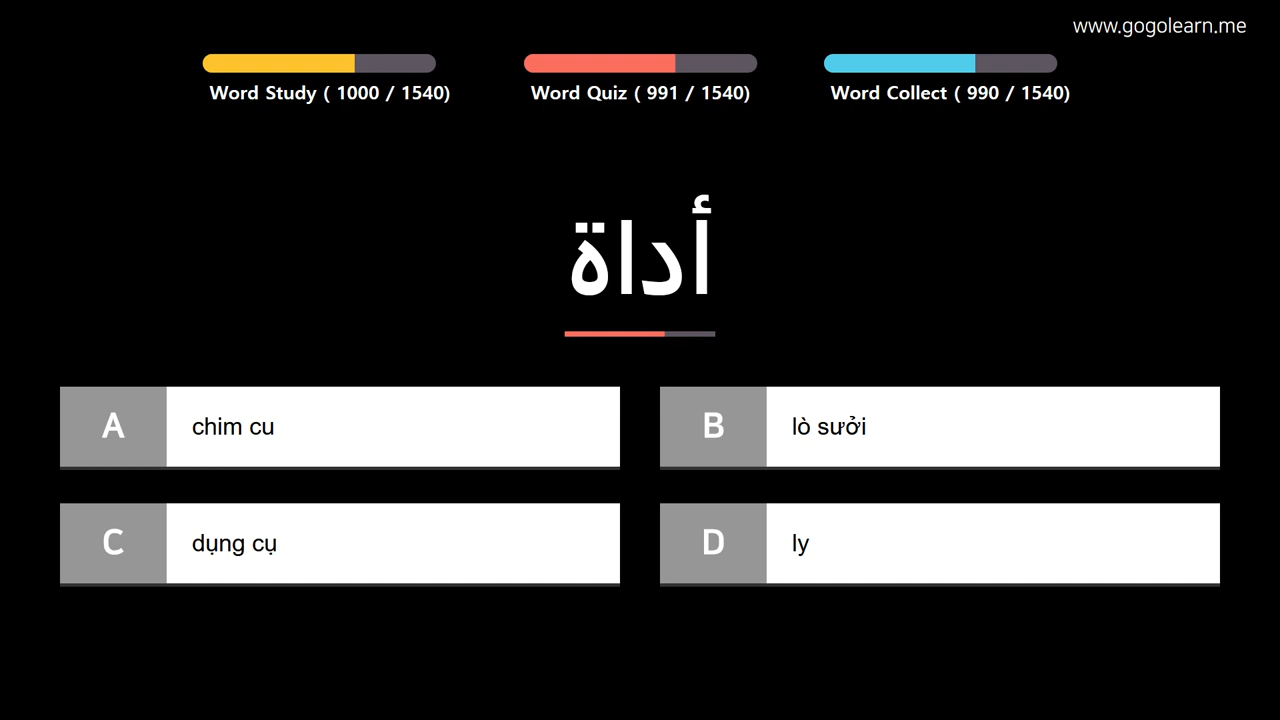 www.gogolearn.me
Word Study ( 1000 / 1540)
Word Quiz ( 991 / 1540)
Word Collect ( 990 / 1540)
أداة
A
chim cu
B
lò sưởi
C
dụng cụ
D
ly